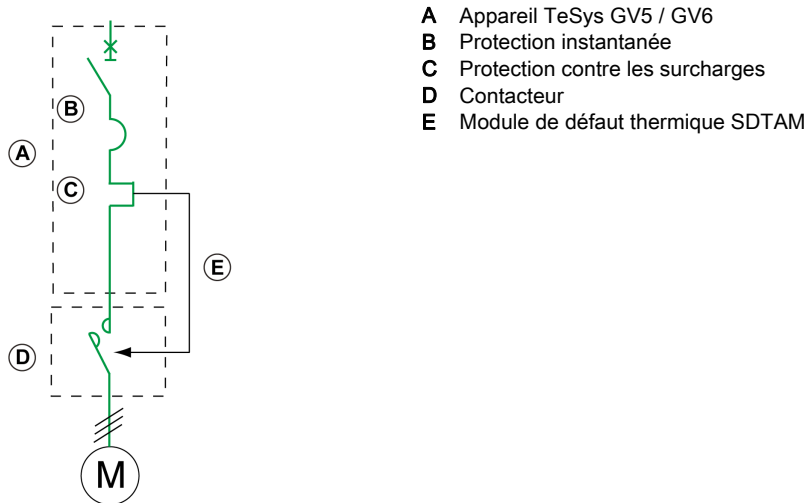 A Appareil TeSys GV5 / GV6
B Protection instantanée
C Protection contre les surcharges
D Contacteur
E Module de défaut thermique SDTAM
B
A
C
E
D
M